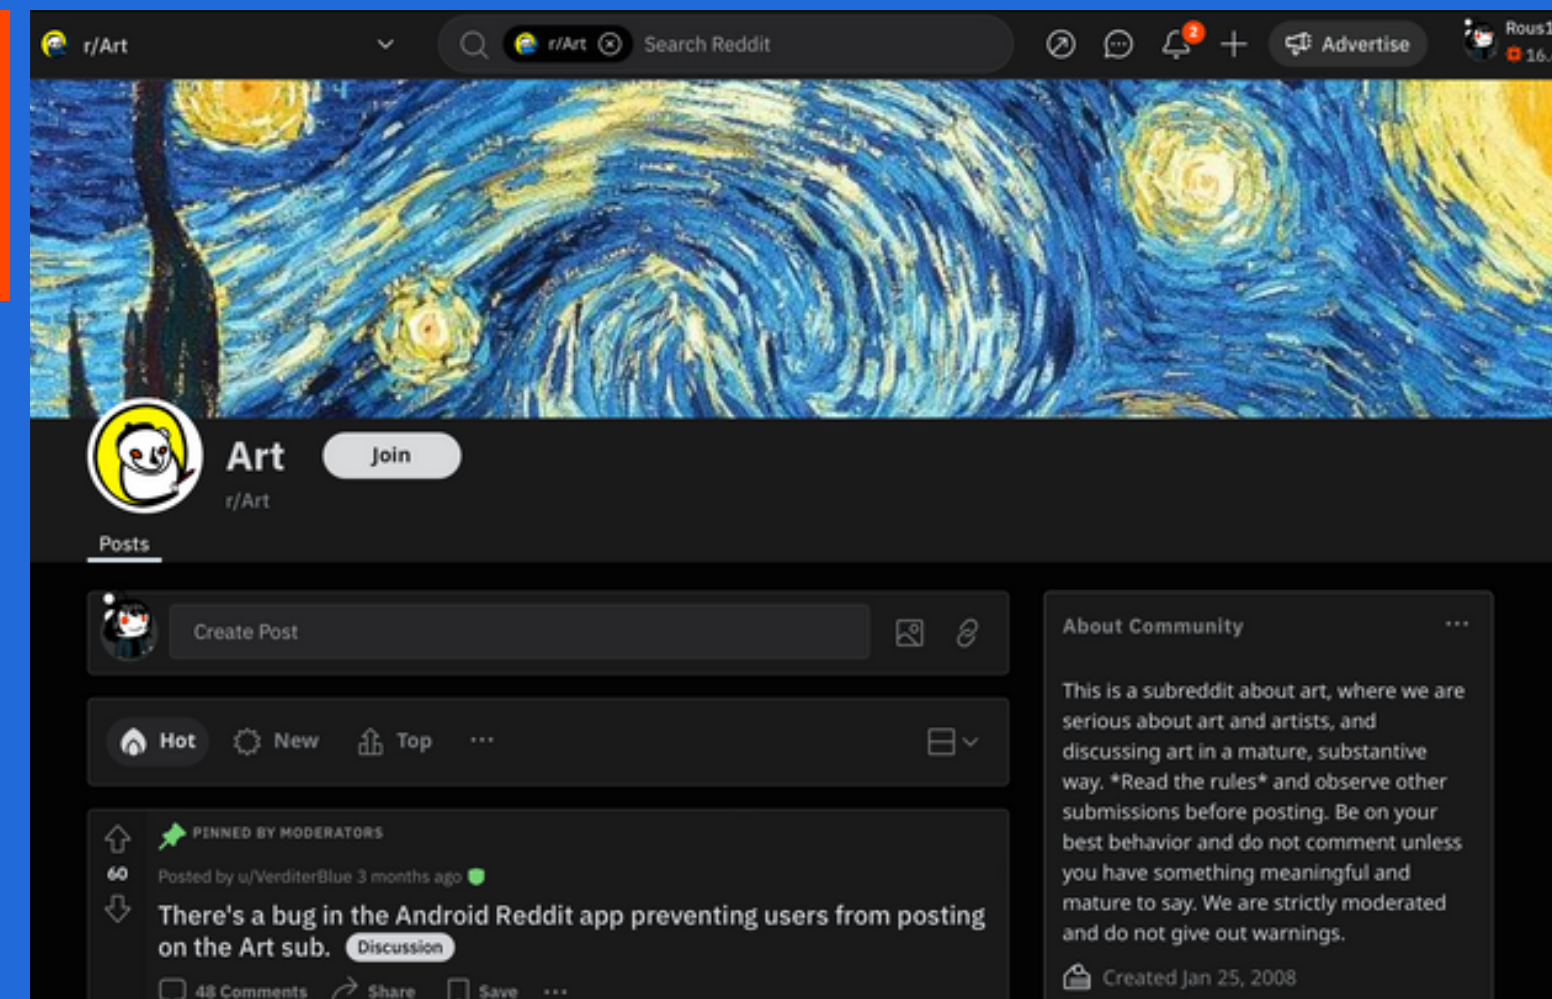 r/Art
r/Art
Search Reddit
2
Advertise
Art
Join
r/Art
Posts
Create Post
Hot
New
Top
PINNED BY MODERATORS
60
Posted by u/VerditerBlue 3 months ago
There's a bug in the Android Reddit app preventing users from posting
on the Art sub. Discussion
48 Comments
Share
Save
About Community
This is a subreddit about art, where we are
serious about art and artists, and
discussing art in a mature, substantive
way. *Read the rules* and observe other
submissions before posting. Be on your
best behavior and do not comment unless
you have something meaningful and
mature to say. We are strictly moderated
and do not give out warnings.
Created Jan 25, 2008